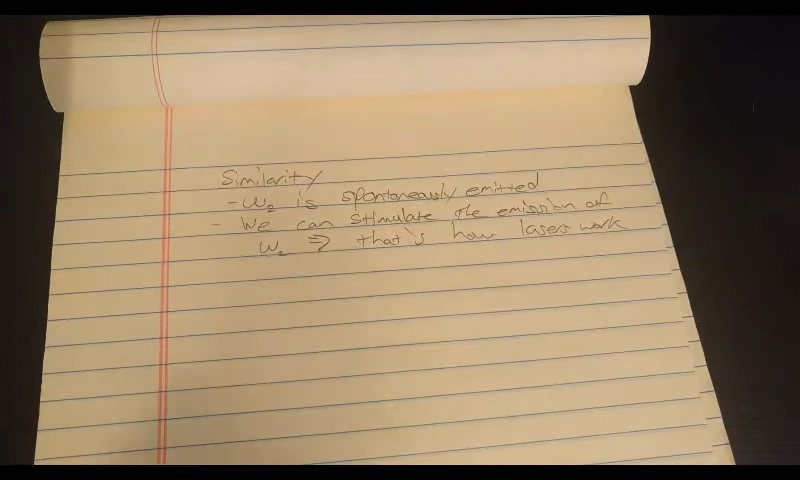 Similarity
- ω₂ is spontaneously emitted
- We can stimulate the emission of
ω₂ ⇒ that's how lasers work